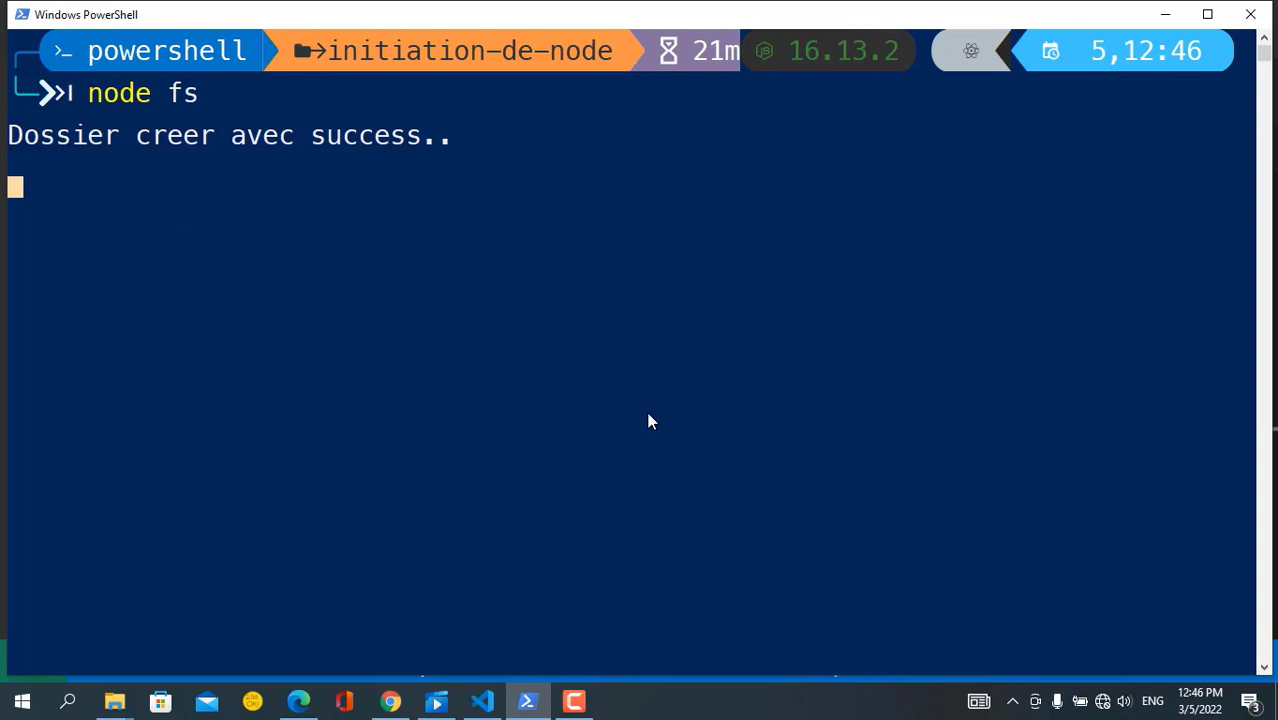 Windows PowerShell
powershell initiation-de-node 21m 16.13.2 5,12:46
node fs
Dossier creer avec success..
ENG
12:46 PM
3/5/2022
3